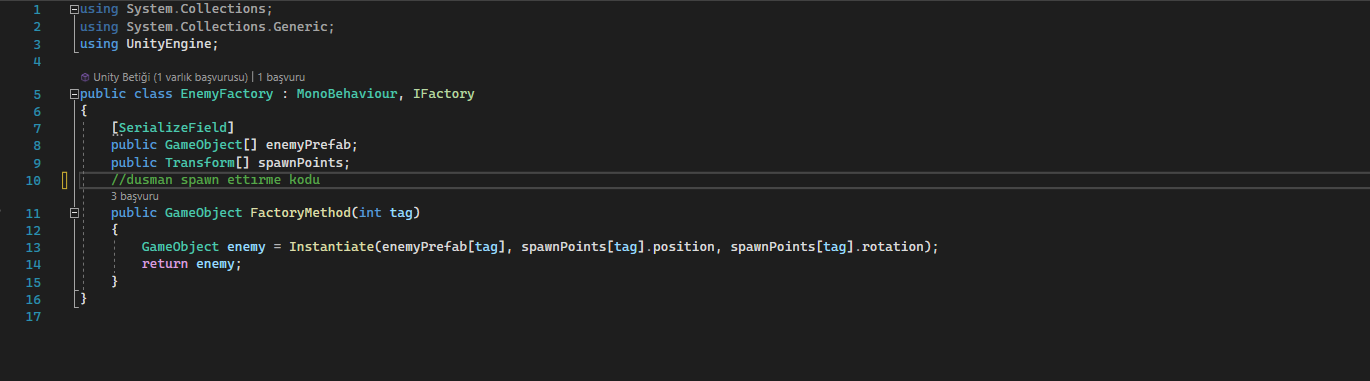 1 using System.Collections;
2 using System.Collections.Generic;
3 using UnityEngine;
4
Unity Betiği (1 varlık başvurusu) | 1 başvuru
5 public class EnemyFactory : MonoBehaviour, IFactory
6 {
7 [SerializeField]
8 public GameObject[] enemyPrefab;
9 public Transform[] spawnPoints;
10 //dusman spawn ettırme kodu
3 başvuru
11 public GameObject FactoryMethod(int tag)
12 {
13 GameObject enemy = Instantiate(enemyPrefab[tag], spawnPoints[tag].position, spawnPoints[tag].rotation);
14 return enemy;
15 }
16 }
17